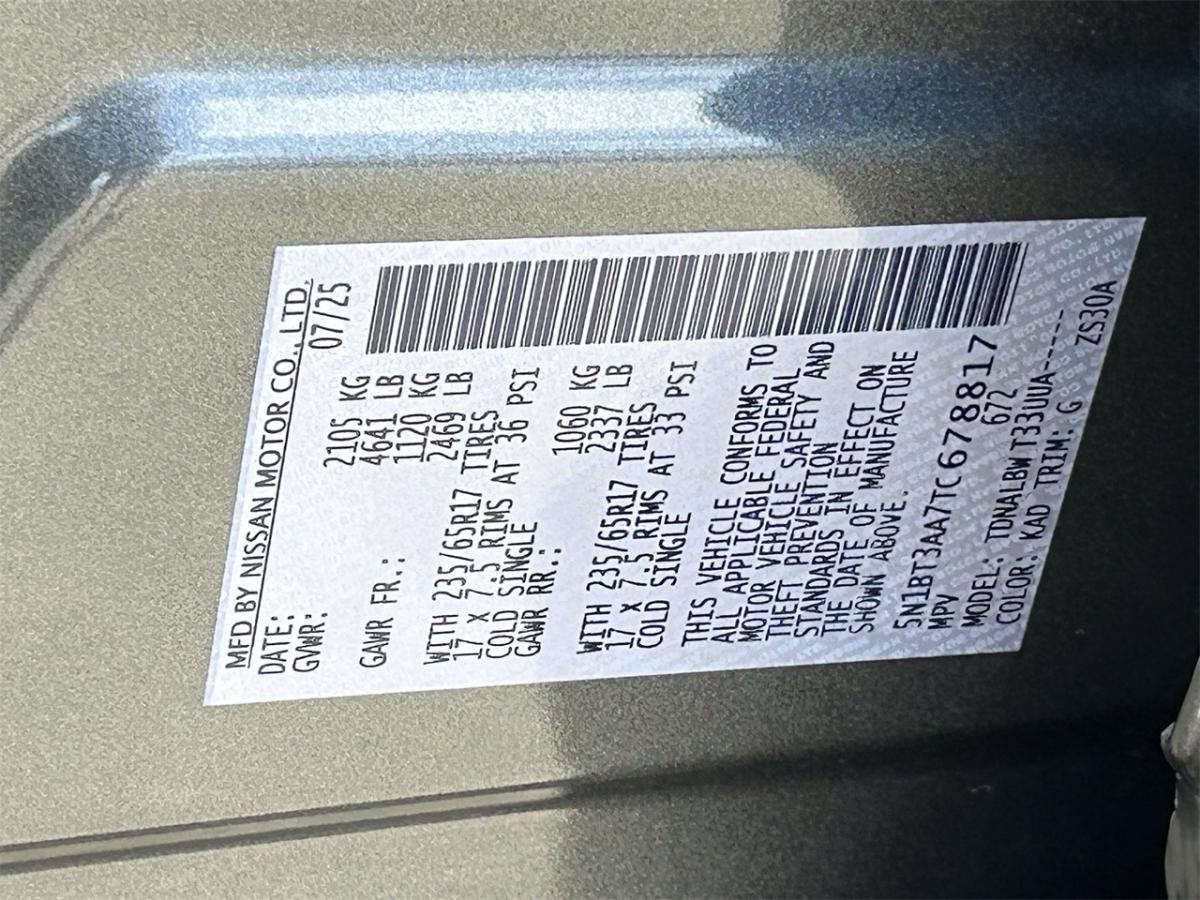 MFD BY NISSAN MOTOR CO., LTD.
DATE: 07/25
GVWR: 2105 KG
4641 LB
GAWR FR.: 1120 KG
2469 LB
WITH 235/65R17 TIRES
17 X 7.5 RIMS AT 36 PSI
COLD SINGLE
GAWR RR.: 1060 KG
2337 LB
WITH 235/65R17 TIRES
17 X 7.5 RIMS AT 33 PSI
COLD SINGLE
THIS VEHICLE CONFORMS TO
ALL APPLICABLE FEDERAL
MOTOR VEHICLE SAFETY AND
THEFT PREVENTION
STANDARDS IN EFFECT ON
THE DATE OF MANUFACTURE
SHOWN ABOVE.
5N1BT3AA7TC678817
MPV 672
MODEL: TDNALBW T33UUA-----
COLOR: KAD TRIM: G ZS30A